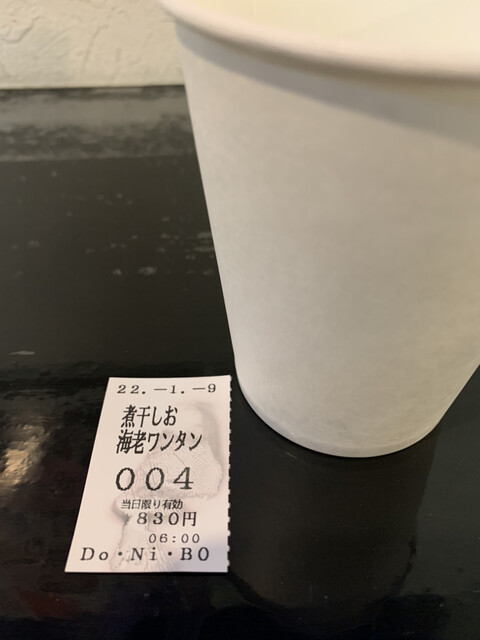 22.-1.-9
煮干しお
海老ワンタン
004
当日限り有効
830円
06:00
Do・Ni・BO